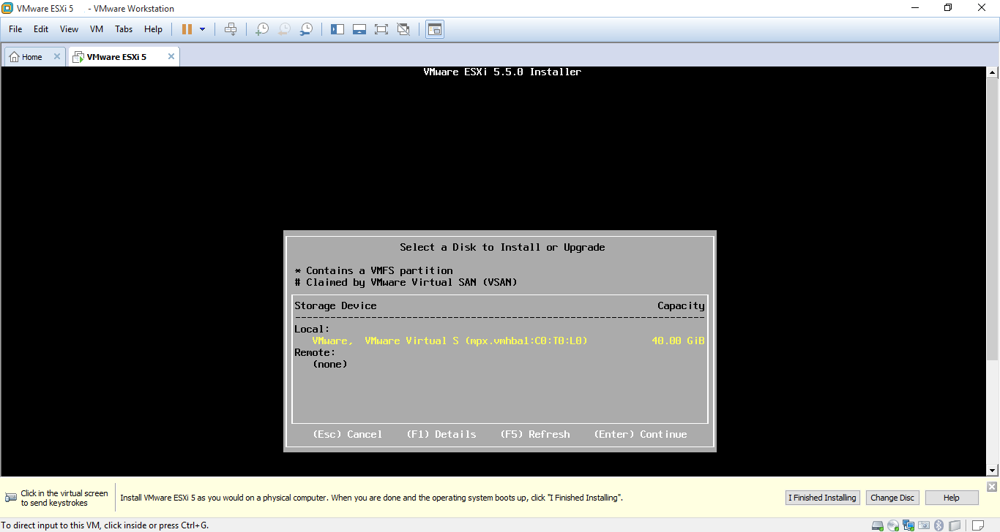 VMware ESXi 5 - VMware Workstation
File Edit View VM Tabs Help
Home VMware ESXi 5
VMware ESXi 5.5.0 Installer
Select a Disk to Install or Upgrade
* Contains a VMFS partition
# Claimed by VMware Virtual SAN (VSAN)
Storage Device Capacity
--------------------------------------------------------------------
Local:
VMware, VMware Virtual S (mpx.vmhba1:C0:T0:L0) 40.00 GiB
Remote:
(none)
(Esc) Cancel (F1) Details (F5) Refresh (Enter) Continue
Click in the virtual screen
to send keystrokes
Install VMware ESXi 5 as you would on a physical computer. When you are done and the operating system boots up, click "I Finished Installing".
I Finished Installing Change Disc Help
To direct input to this VM, click inside or press Ctrl+G.